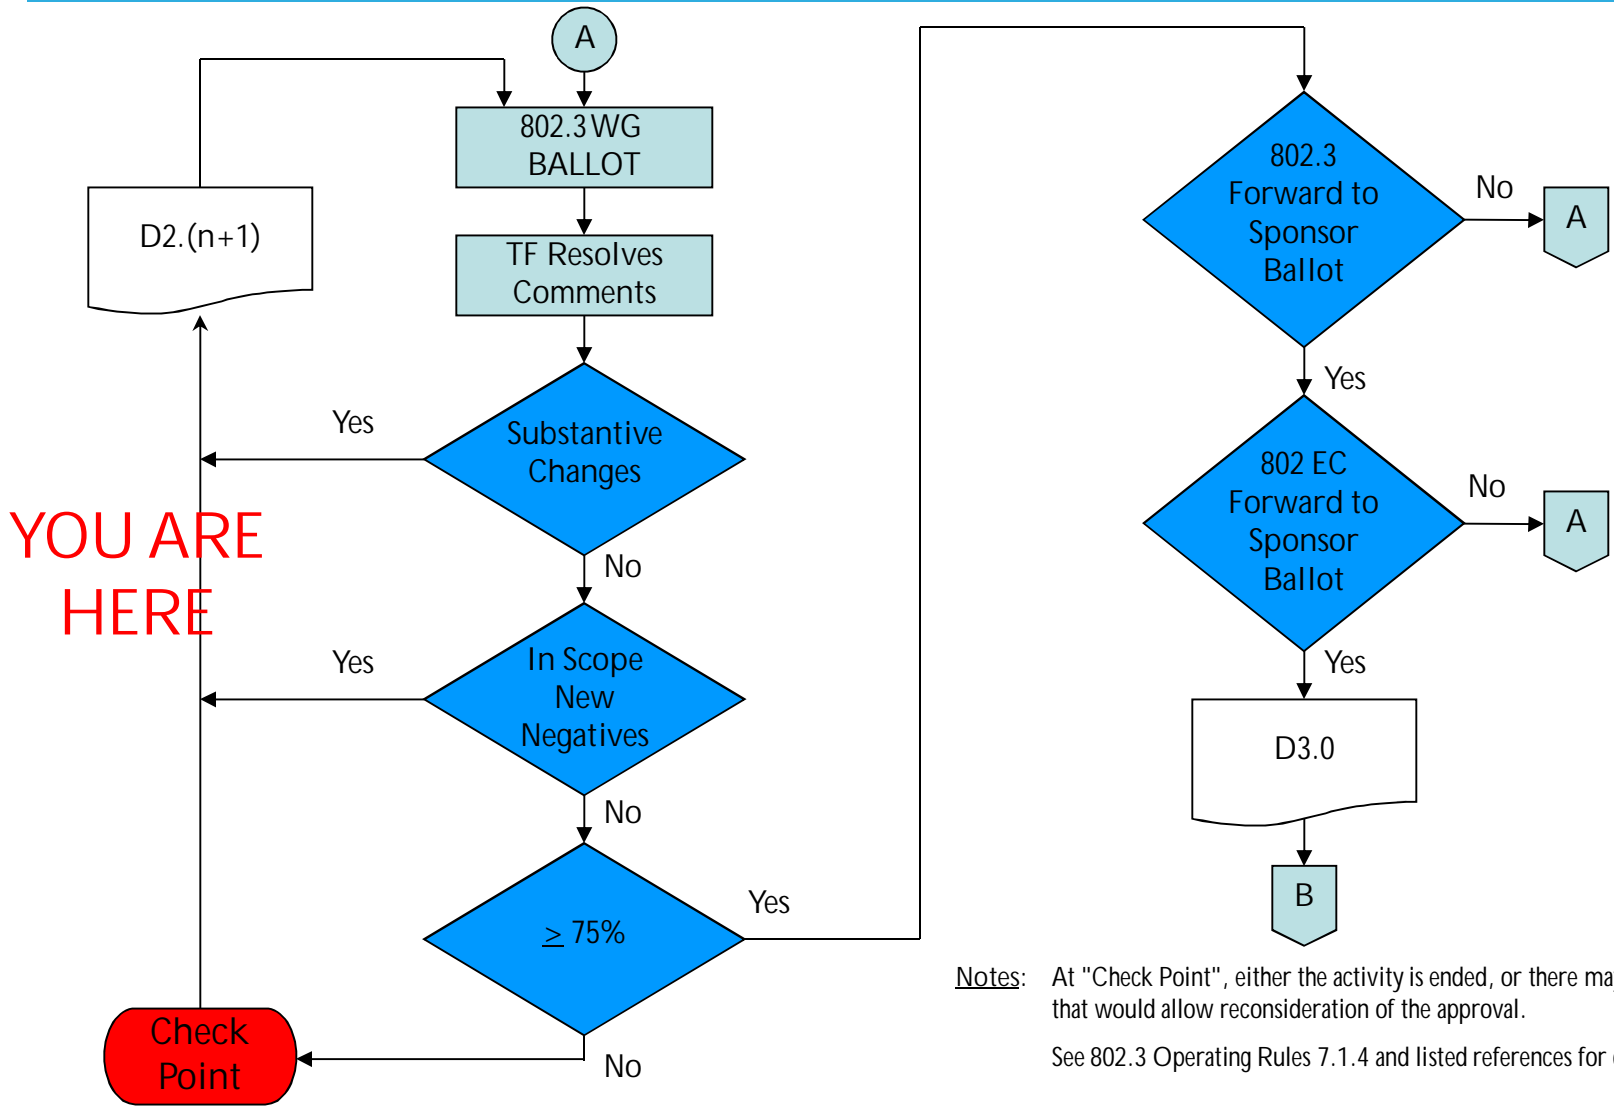 A
802.3 WG
BALLOT
D2.(n+1)
TF Resolves
Comments
Yes
Substantive
Changes
YOU ARE
HERE
No
Yes
In Scope
New
Negatives
No
> 75%
Yes
Check
Point
No
802.3
Forward to
Sponsor
Ballot
No
A
Yes
802 EC
Forward to
Sponsor
Ballot
No
A
Yes
D3.0
B
Notes: At "Check Point", either the activity is ended, or there
that would allow reconsideration of the approval.
See 802.3 Operating Rules 7.1.4 and listed references for